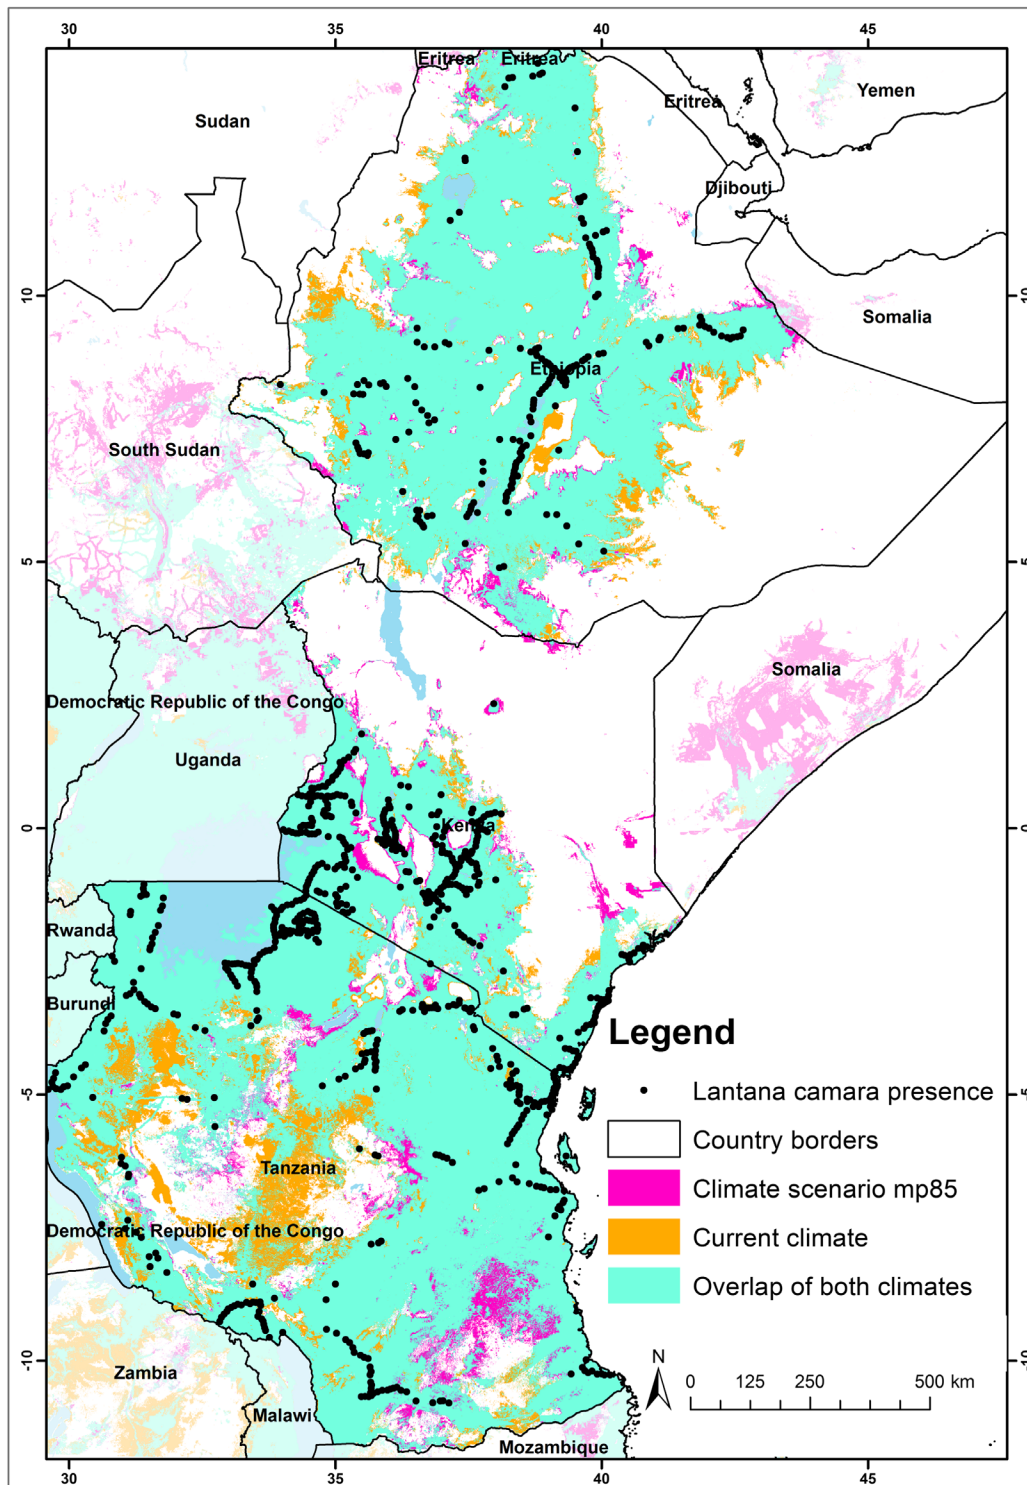 30 35 40 45
Eritrea Eritrea
Yemen
Eritrea
Sudan
Djibouti
10 10
Somalia
Ethiopia
South Sudan
5 5
Somalia
Democratic Republic of the Congo
Uganda
0 0
Kenya
Rwanda
Burundi
Legend
-5 -5
Lantana camara presence
Country borders
Tanzania
Climate scenario mp85
Democratic Republic of the Congo
Current climate
Overlap of both climates
N
-10 -10
Zambia
0 125 250 500 km
Malawi
Mozambique
30 35 40 45